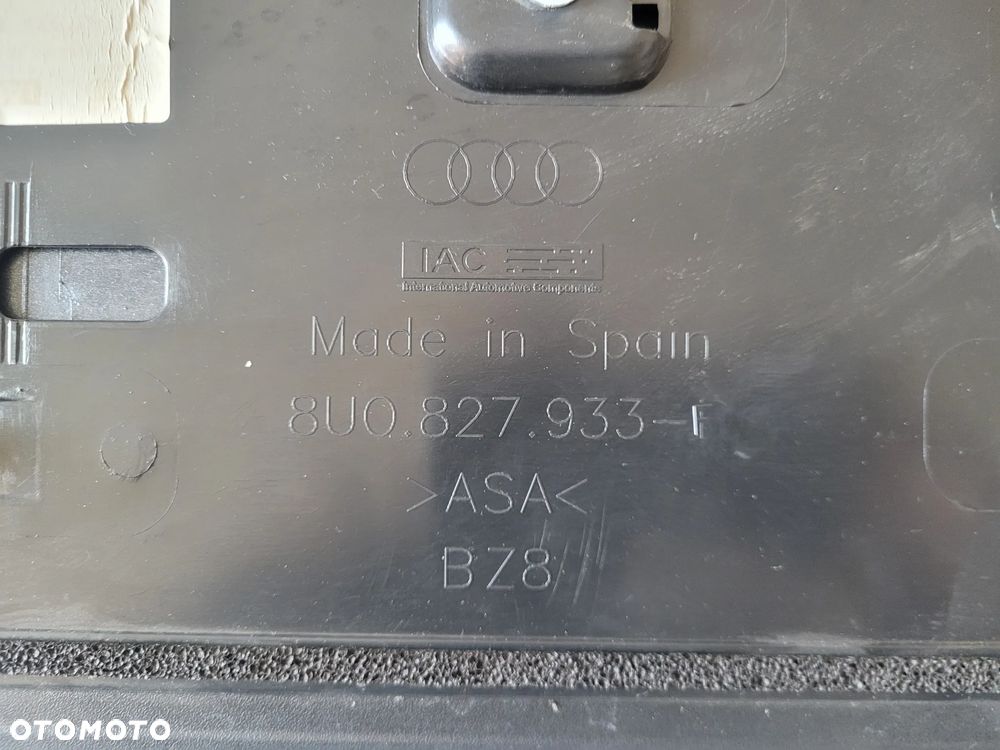 IAC
International Automotive Components
Made in Spain
8U0.827.933-F
>ASA<
BZ8
OTOMOTO